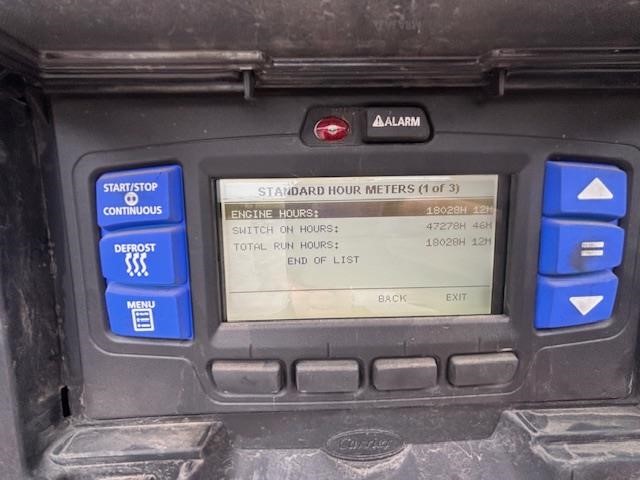 ALARM
START/STOP
CONTINUOUS
DEFROST
MENU
STANDARD HOUR METERS (1 of 3)
ENGINE HOURS: 18028H 12M
SWITCH ON HOURS: 47278H 46M
TOTAL RUN HOURS: 18028H 12M
END OF LIST
BACK EXIT
=
Carrier